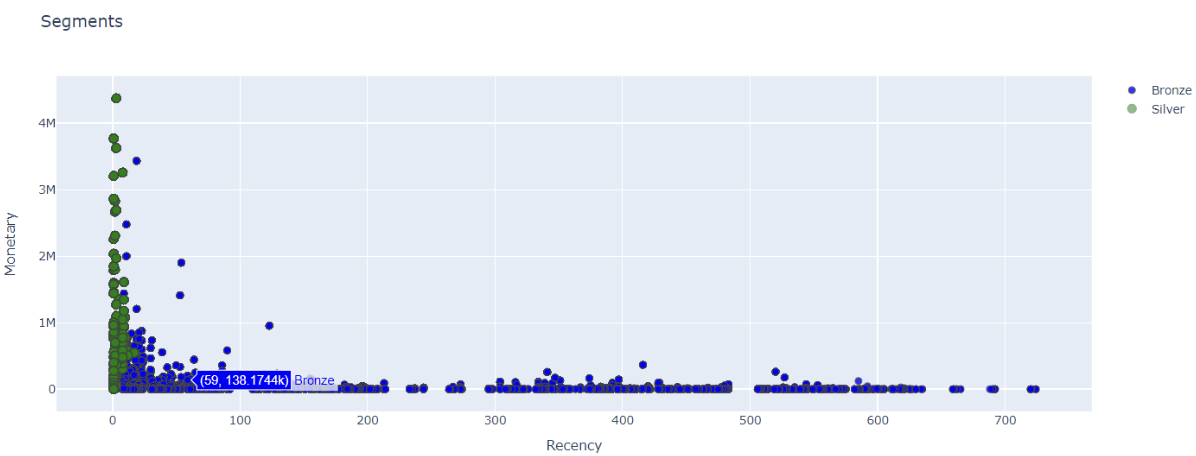 Segments
Bronze
Silver
4M
3M
2M
1M
0
Monetary
(59, 138.1744k) Bronze
0 100 200 300 400 500 600 700
Recency